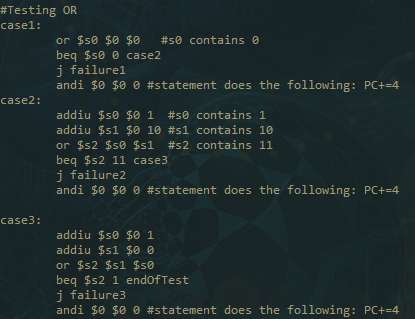 #Testing OR
case1:
or $s0 $0 $0 #s0 contains 0
beq $s0 0 case2
j failure1
andi $0 $0 0 #statement does the following: PC+=4
case2:
addiu $s0 $0 1 #s0 contains 1
addiu $s1 $0 10 #s1 contains 10
or $s2 $s0 $s1 #s2 contains 11
beq $s2 11 case3
j failure2
andi $0 $0 0 #statement does the following: PC+=4
case3:
addiu $s0 $0 1
addiu $s1 $0 0
or $s2 $s1 $s0
beq $s2 1 endOfTest
j failure3
andi $0 $0 0 #statement does the following: PC+=4